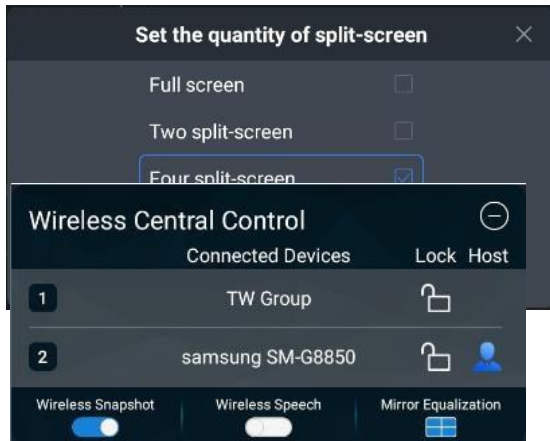 Set the quantity of split-screen
Full screen
Two split-screen
Four split-screen
Wireless Central Control
Connected Devices Lock Host
1 TW Group
2 samsung SM-G8850
Wireless Snapshot Wireless Speech Mirror Equalization